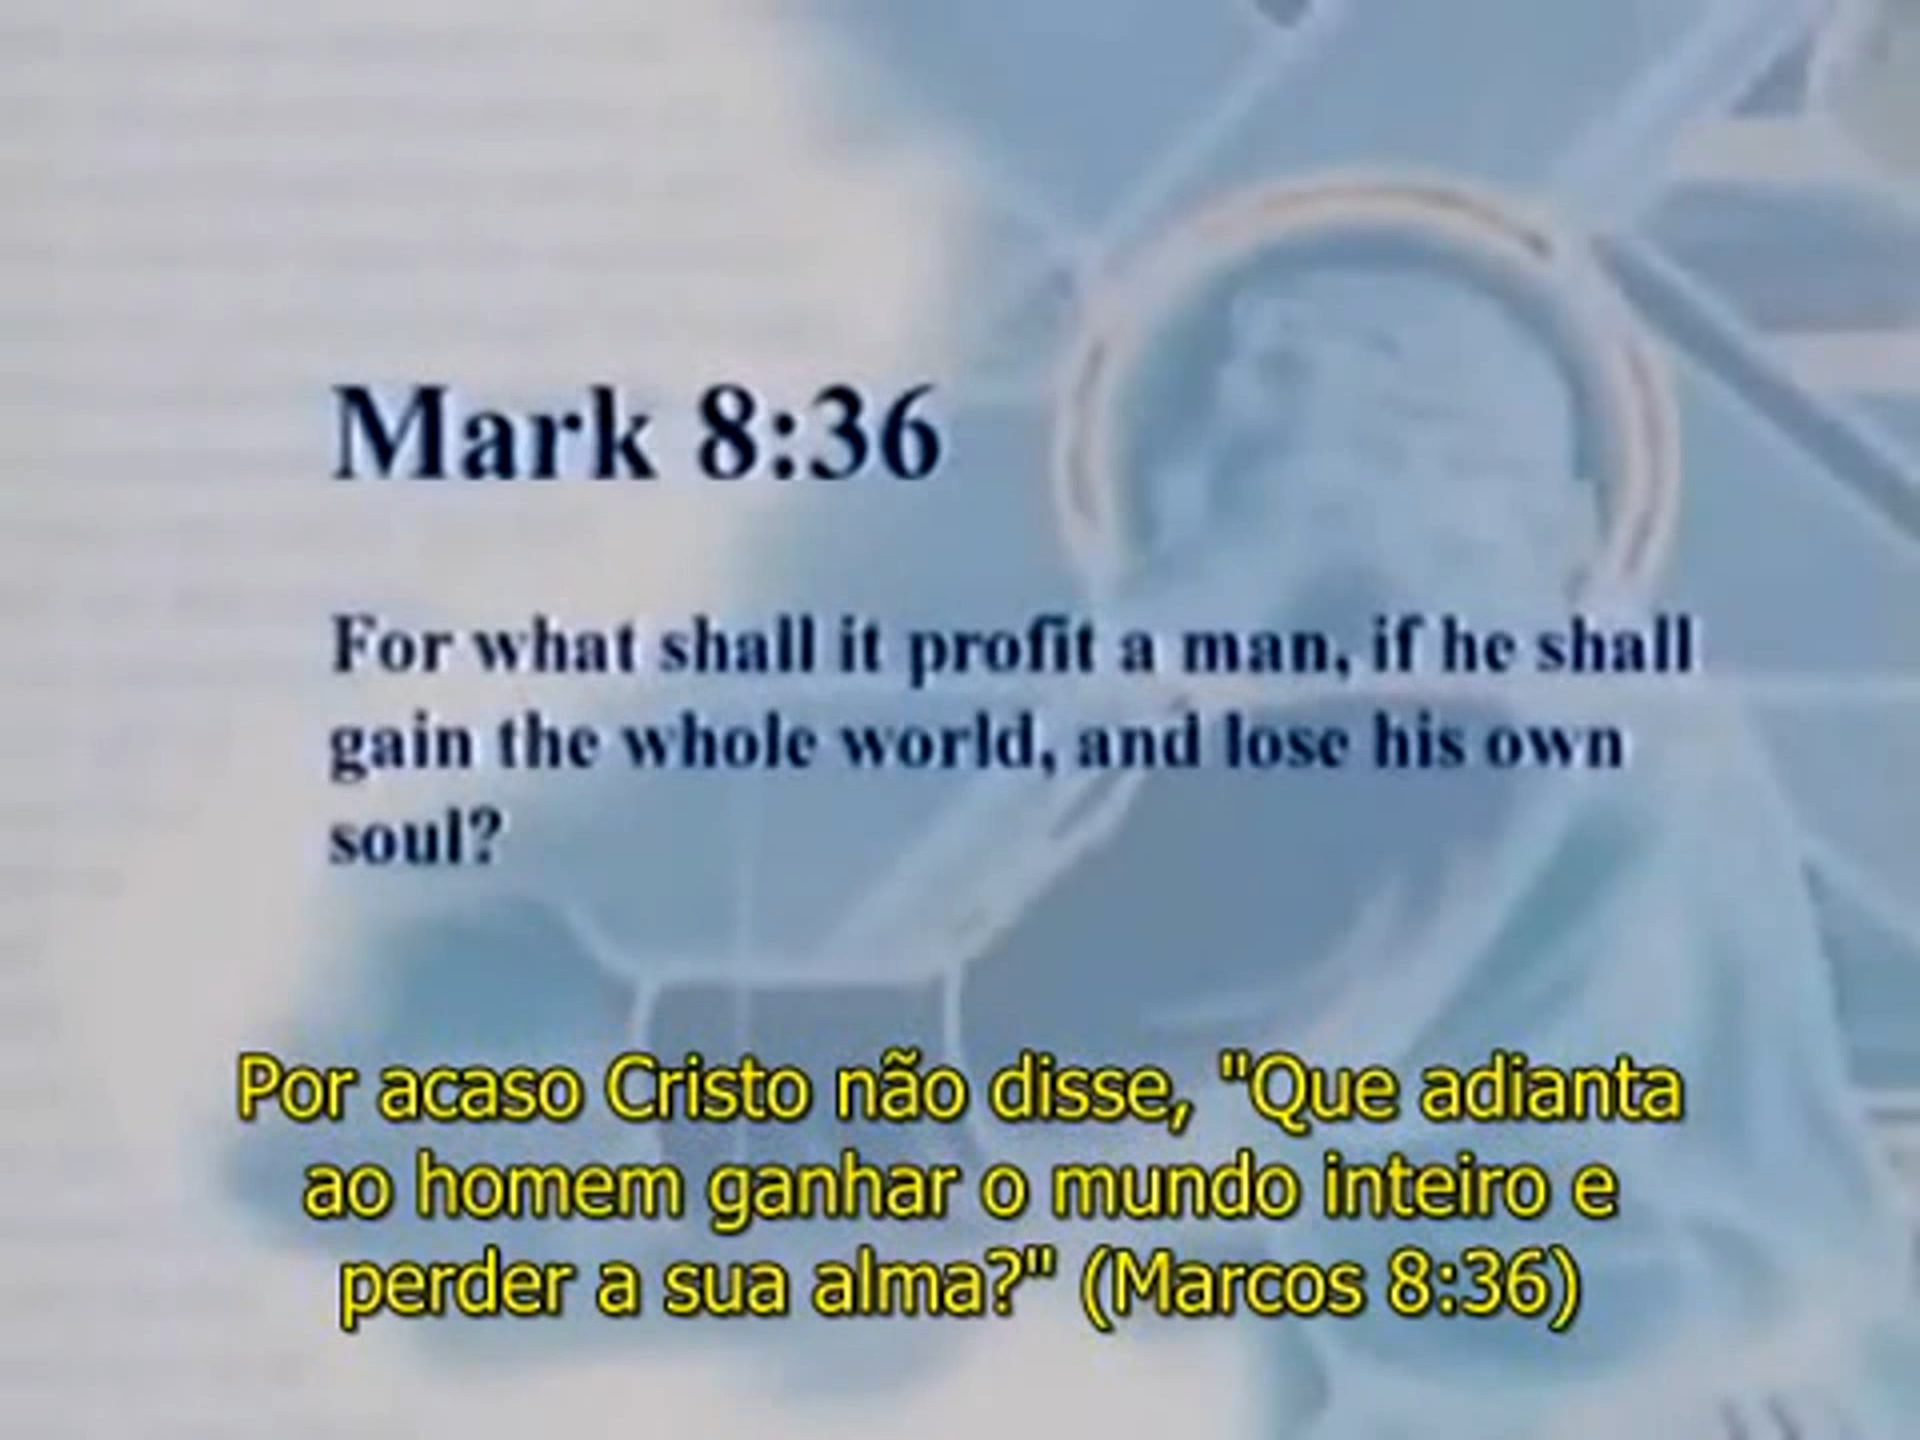 Mark 8:36
For what shall it profit a man, if he shall
gain the whole world, and lose his own
soul?
Por acaso Cristo não disse, "Que adianta
ao homem ganhar o mundo inteiro e
perder a sua alma?" (Marcos 8:36)